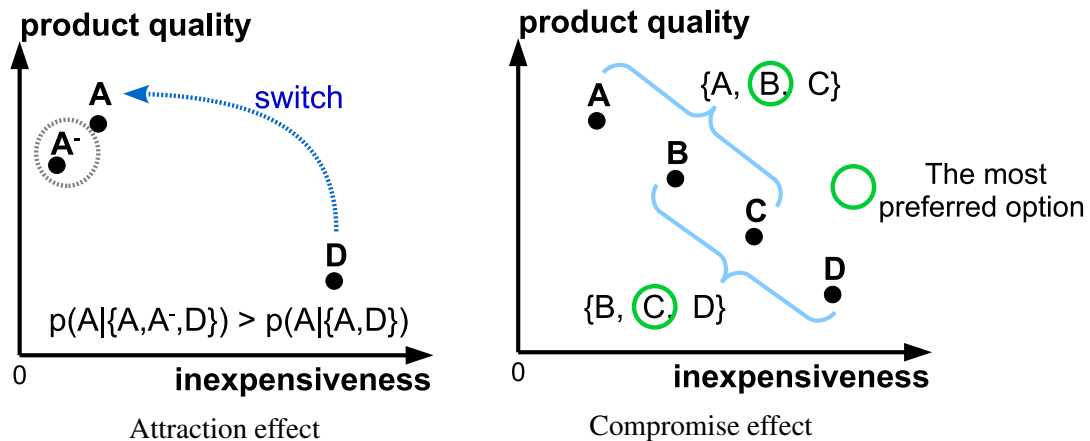 product quality
A
switch
A-
D
p(A|{A,A-,D}) > p(A|{A,D})
0
inexpensiveness
Attraction effect
product quality
{A, B, C}
A
B
The most
preferred option
C
D
{B, C, D}
0
inexpensiveness
Compromise effect